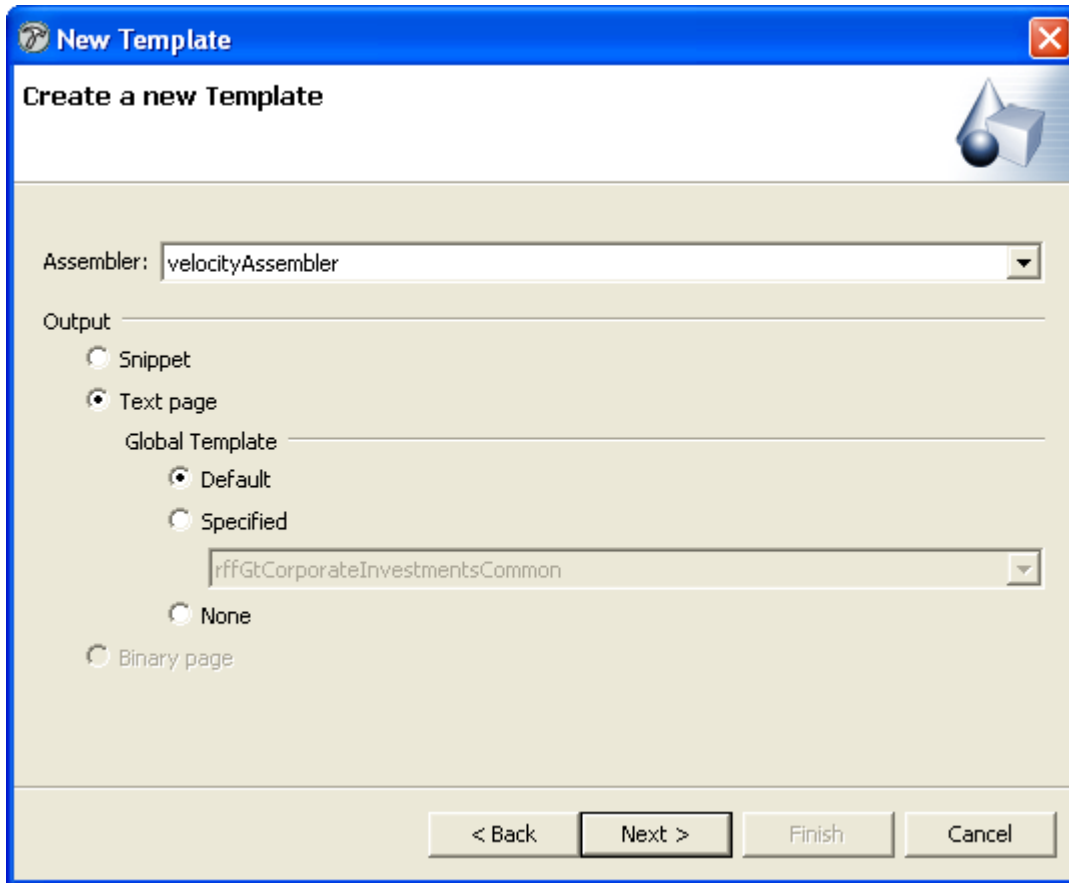 New Template
Create a new Template
Assembler: velocityAssembler
Output
Snippet
Text page
Global Template
Default
Specified
rffGtCorporateInvestmentsCommon
None
Binary page
< Back Next > Finish Cancel